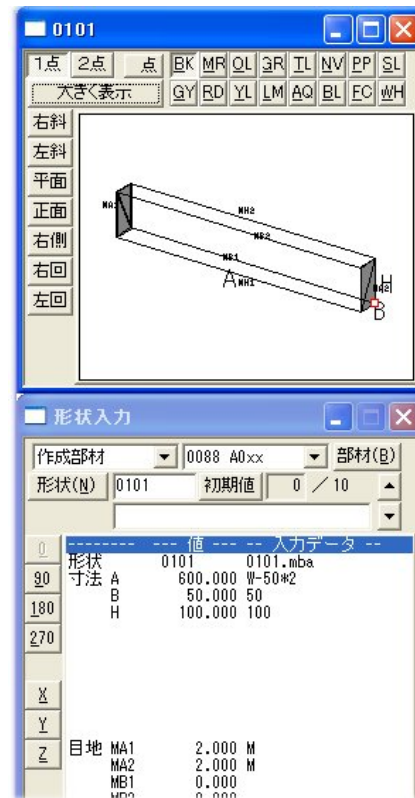 0101
1点 2点 点 BK MR OL GR TL NV PP SL
大きく表示 GY RD YL LM AQ BL FC WH
右斜
左斜
平面
正面
右側
右回
左回
MH2
MB2
MB1
A MH1
H
MA2
B
形状入力
作成部材 0088 A0xx 部材(B)
形状(N) 0101 初期値 0 / 10
0
90
180
270
X
Y
Z
-------- --- 値 --- -- 入力データ --
形状 0101 0101.mba
寸法 A 600.000 W-50*2
B 50.000 50
H 100.000 100
目地 MA1 2.000 M
MA2 2.000 M
MB1 0.000